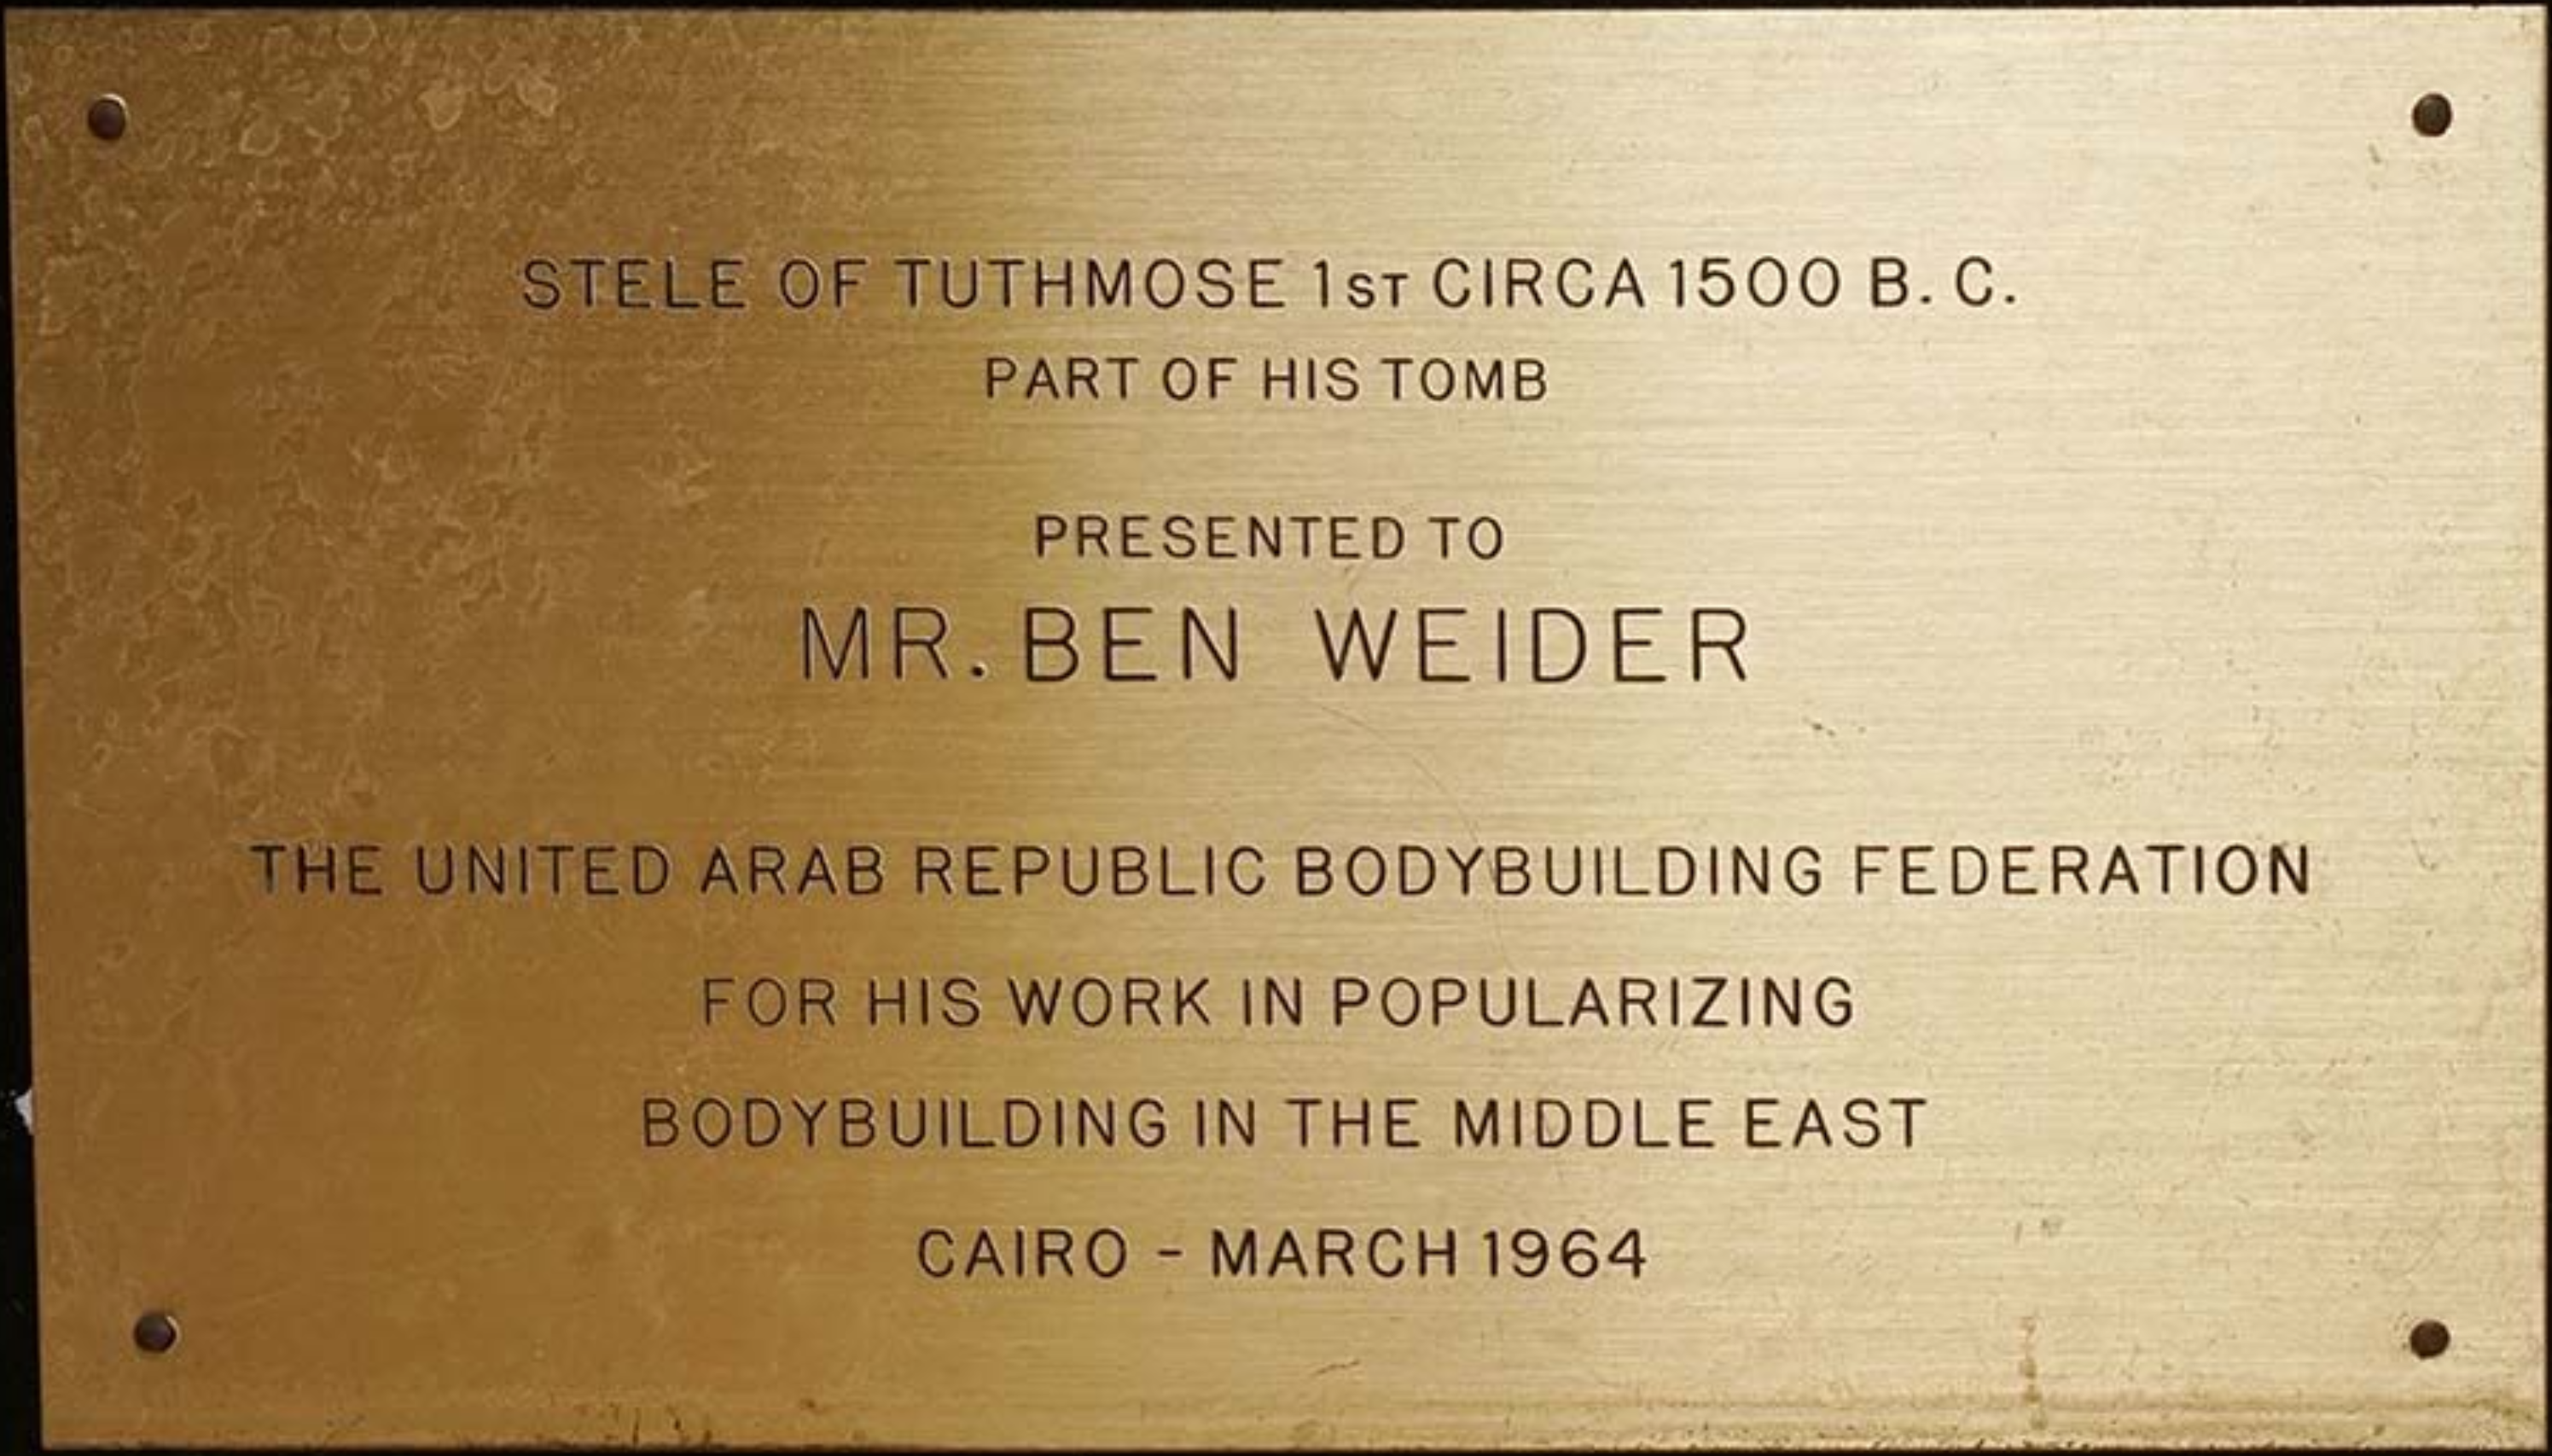 STELE OF TUTHMOSE 1ST CIRCA 1500 B. C.
PART OF HIS TOMB
PRESENTED TO
MR. BEN WEIDER
THE UNITED ARAB REPUBLIC BODYBUILDING FEDERATION
FOR HIS WORK IN POPULARIZING
BODYBUILDING IN THE MIDDLE EAST
CAIRO - MARCH 1964